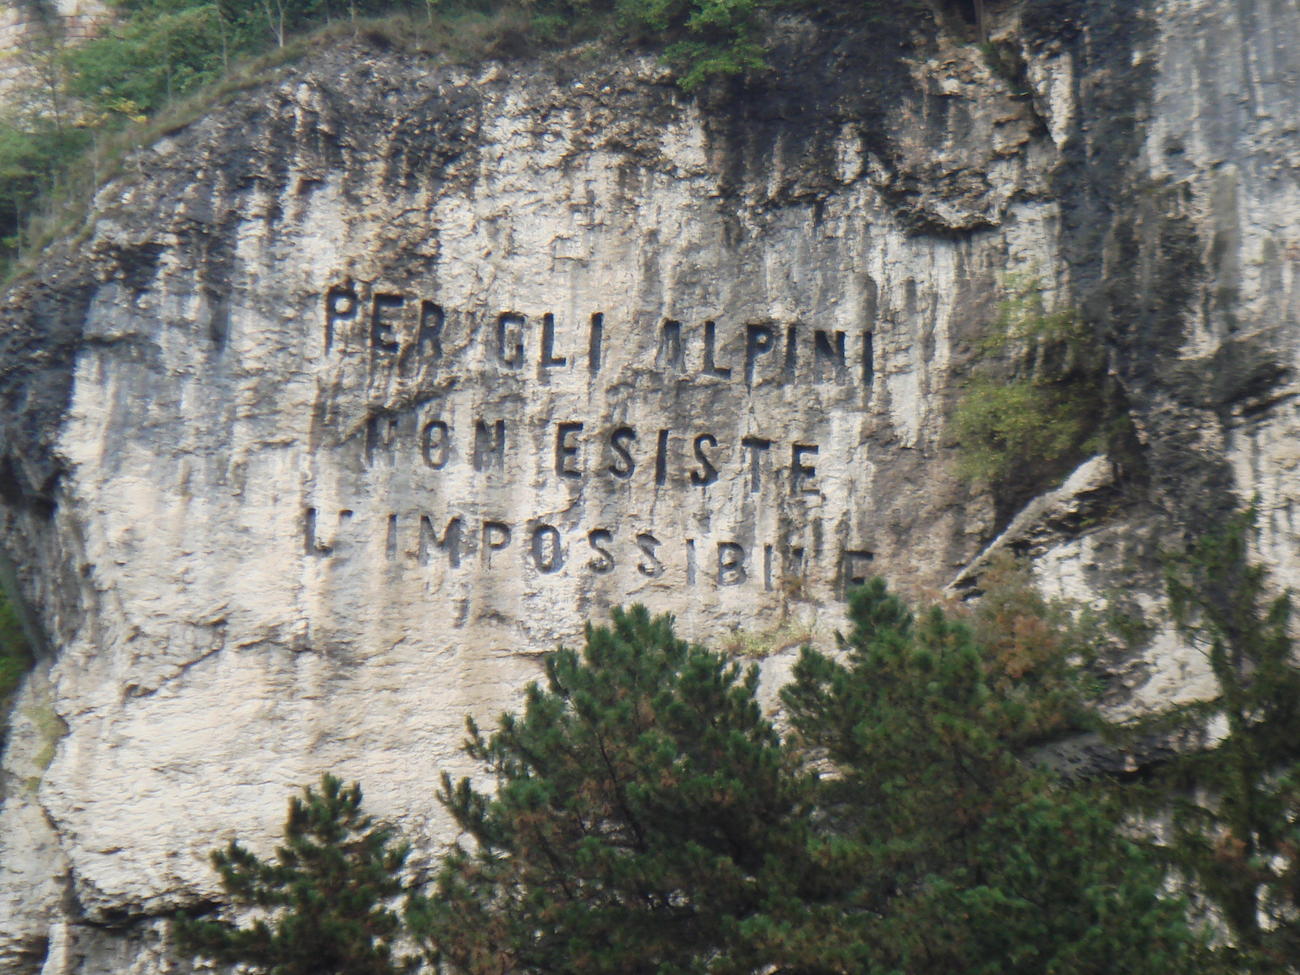 PER GLI ALPINI
NON ESISTE
L'IMPOSSIBILE